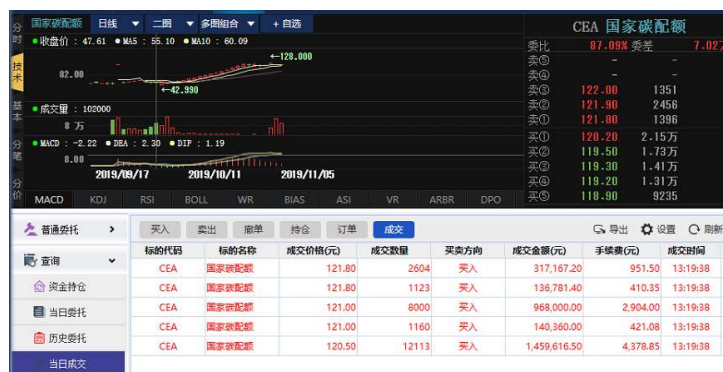 国家碳配额 日线 ▼ 二图 ▼ 多图组合 ▼ + 自选
CEA 国家碳配额
分时
技术
基本
分笔
分价
●收盘价 : 47.61 ●MA5 : 55.10 ●MA10 : 60.09
←128.000
82.00
←42.990
●成交量 : 102000
8 万
●MACD : -2.22 ●DEA : 2.30 ●DIF : 1.19
8.00
2019/09/17 2019/10/11 2019/11/05
MACD KDJ RSI BOLL WR BIAS ASI VR ARBR DPO
委比 87.09% 委差 7.02万
卖⑤ – –
卖④ – –
卖③ 122.00 1351
卖② 121.90 2456
卖① 121.80 1396
买① 120.20 2.15万
买② 119.50 1.73万
买③ 119.30 1.41万
买④ 119.20 1.31万
买⑤ 118.90 9235
普通委托 >
查询
资金持仓
当日委托
历史委托
当日成交
买入 卖出 撤单 持仓 订单 成交 导出 设置 刷新
标的代码 标的名称 成交价格(元) 成交数量 买卖方向 成交金额(元) 手续费(元) 成交时间
CEA 国家碳配额 121.80 2604 买入 317,167.20 951.50 13:19:38
CEA 国家碳配额 121.80 1123 买入 136,781.40 410.35 13:19:38
CEA 国家碳配额 121.00 8000 买入 968,000.00 2,904.00 13:19:38
CEA 国家碳配额 121.00 1160 买入 140,360.00 421.08 13:19:38
CEA 国家碳配额 120.50 12113 买入 1,459,616.50 4,378.85 13:19:38